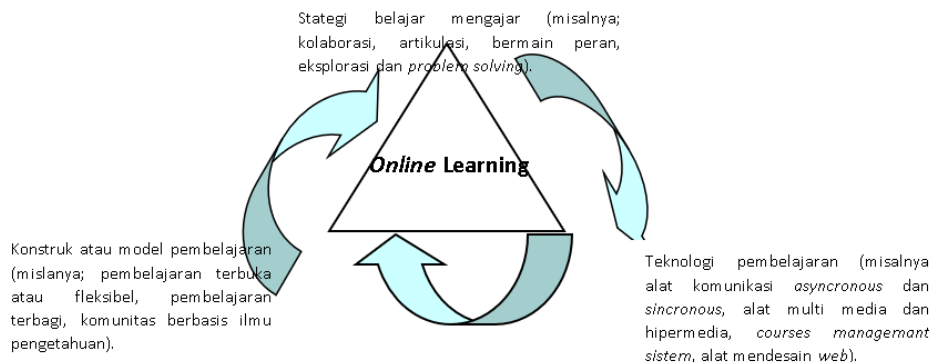 Stategi belajar mengajar (misalnya;
kolaborasi, artikulasi, bermain peran,
eksplorasi dan problem solving).
Online Learning
Konstruk atau model pembelajaran
(mislanya; pembelajaran terbuka
atau fleksibel, pembelajaran
terbagi, komunitas berbasis ilmu
pengetahuan).
Teknologi pembelajaran (misalnya
alat komunikasi asyncronous dan
sincronous, alat multi media dan
hipermedia, courses managemant
sistem, alat mendesain web).